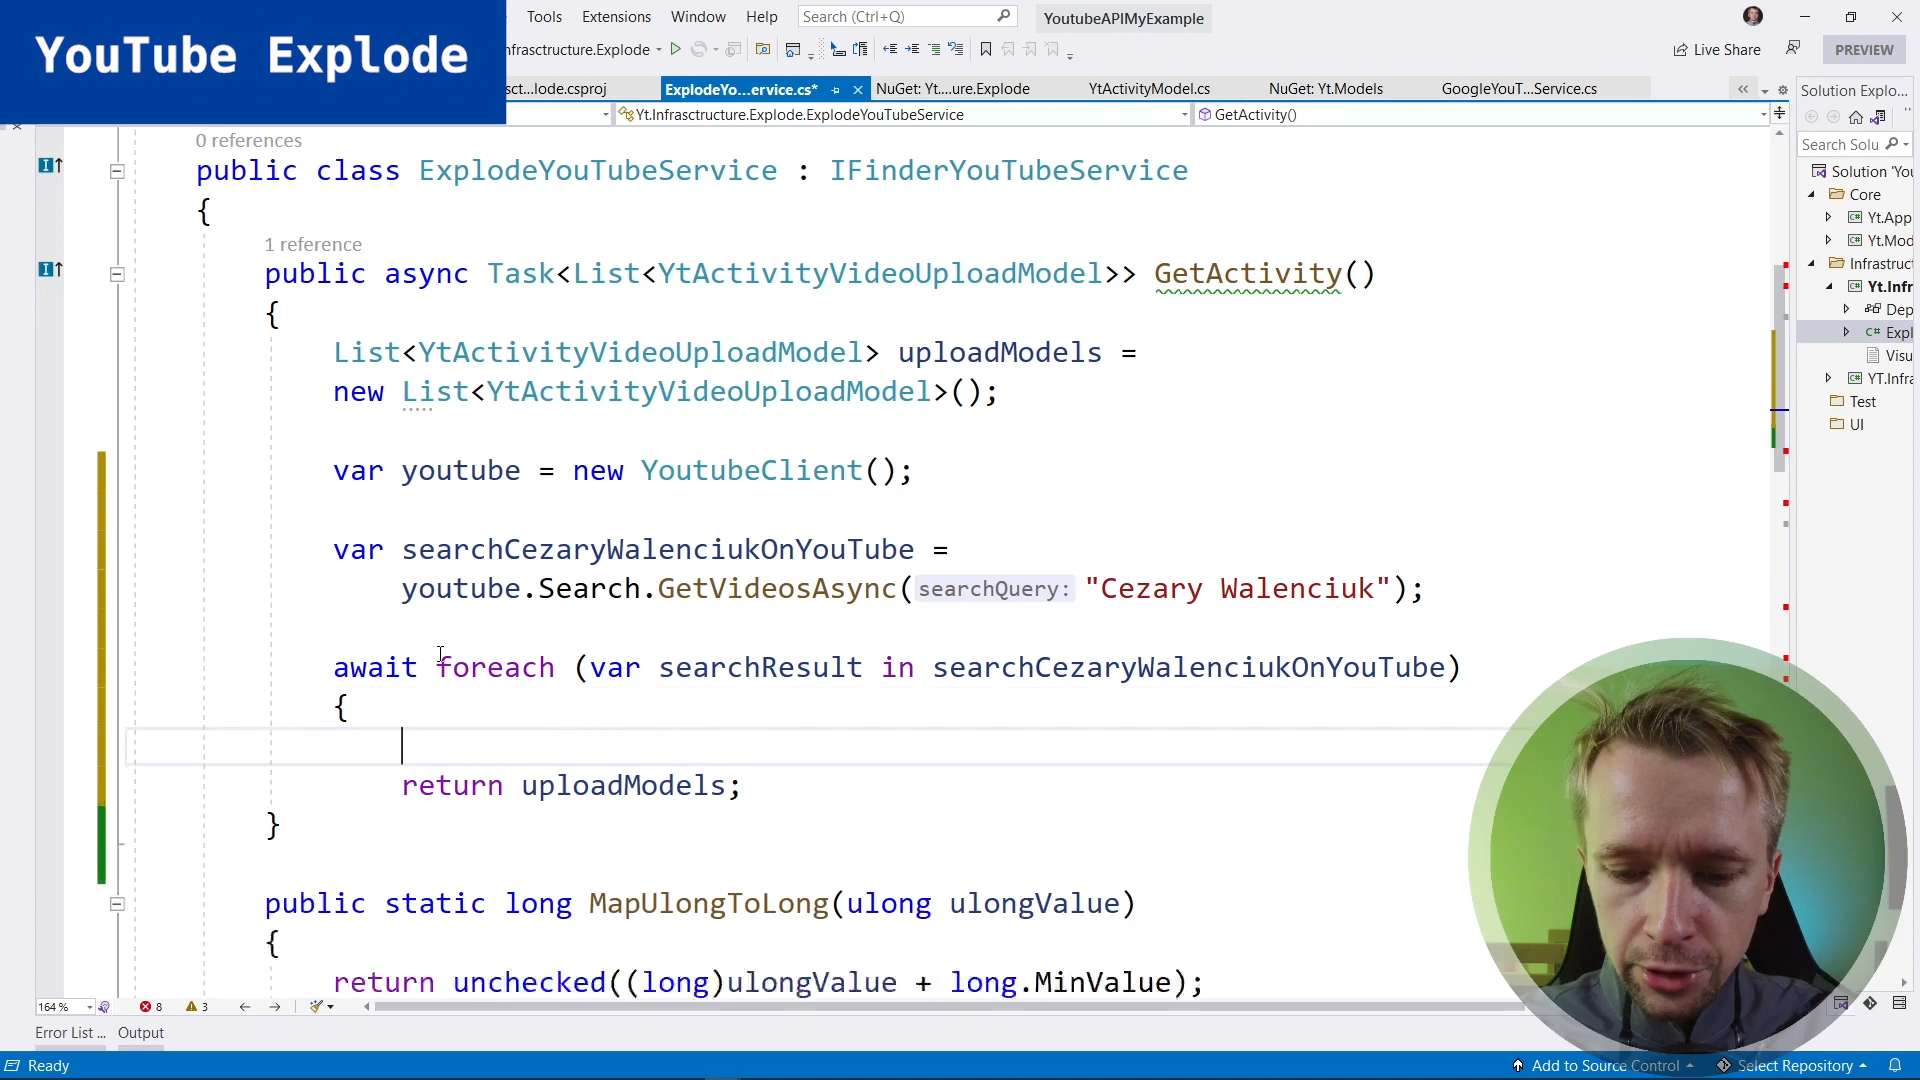 YouTube Explode
Tools Extensions Window Help Search (Ctrl+Q) YoutubeAPIMyExample
nfrasctructure.Explode Live Share PREVIEW
sct...lode.csproj ExplodeYo...ervice.cs* NuGet: Yt....ure.Explode YtActivityModel.cs NuGet: Yt.Models GoogleYouT...Service.cs Solution Explo...
Yt.Infrasctructure.Explode.ExplodeYouTubeService GetActivity()
Search Solu
0 references
public class ExplodeYouTubeService : IFinderYouTubeService
{
1 reference
public async Task<List<YtActivityVideoUploadModel>> GetActivity()
{
List<YtActivityVideoUploadModel> uploadModels =
new List<YtActivityVideoUploadModel>();
var youtube = new YoutubeClient();
var searchCezaryWalenciukOnYouTube =
youtube.Search.GetVideosAsync(searchQuery: "Cezary Walenciuk");
await foreach (var searchResult in searchCezaryWalenciukOnYouTube)
{
return uploadModels;
}
public static long MapUlongToLong(ulong ulongValue)
{
return unchecked((long)ulongValue + long.MinValue);
Solution 'You
Core
Yt.App
Yt.Mod
Infrastruct
Yt.Infr
Dep
C# Expl
Visu
YT.Infra
Test
UI
164 % 8 3
Error List ... Output
Ready Add to Source Control Select Repository